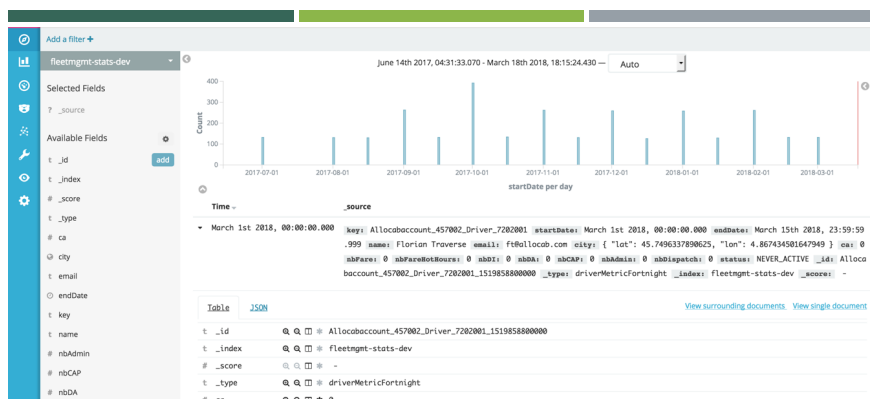 Add a filter +
fleetmgmt-stats-dev
Selected Fields
? _source
Available Fields
t _id add
t _index
# _score
t _type
# ca
city
t email
endDate
t key
t name
# nbAdmin
# nbCAP
# nbDA
June 14th 2017, 04:31:33.070 - March 18th 2018, 18:15:24.430 — Auto
Count
400
300
200
100
0
2017-07-01 2017-08-01 2017-09-01 2017-10-01 2017-11-01 2017-12-01 2018-01-01 2018-02-01 2018-03-01
startDate per day
Time _source
March 1st 2018, 00:00:00.000 key: Allocabaccount_457002_Driver_7202001 startDate: March 1st 2018, 00:00:00.000 endDate: March 15th 2018, 23:59:59
.999 name: Florian Traverse email: ft@allocab.com city: { "lat": 45.7496337890625, "lon": 4.867434501647949 } ca: 0
nbFare: 0 nbFareHotHours: 0 nbDI: 0 nbDA: 0 nbCAP: 0 nbAdmin: 0 nbDispatch: 0 status: NEVER_ACTIVE _id: Alloca
baccount_457002_Driver_7202001_1519858800000 _type: driverMetricFortnight _index: fleetmgmt-stats-dev _score: -
Table JSON View surrounding documents View single document
t _id Allocabaccount_457002_Driver_7202001_1519858800000
t _index fleetmgmt-stats-dev
# _score -
t _type driverMetricFortnight